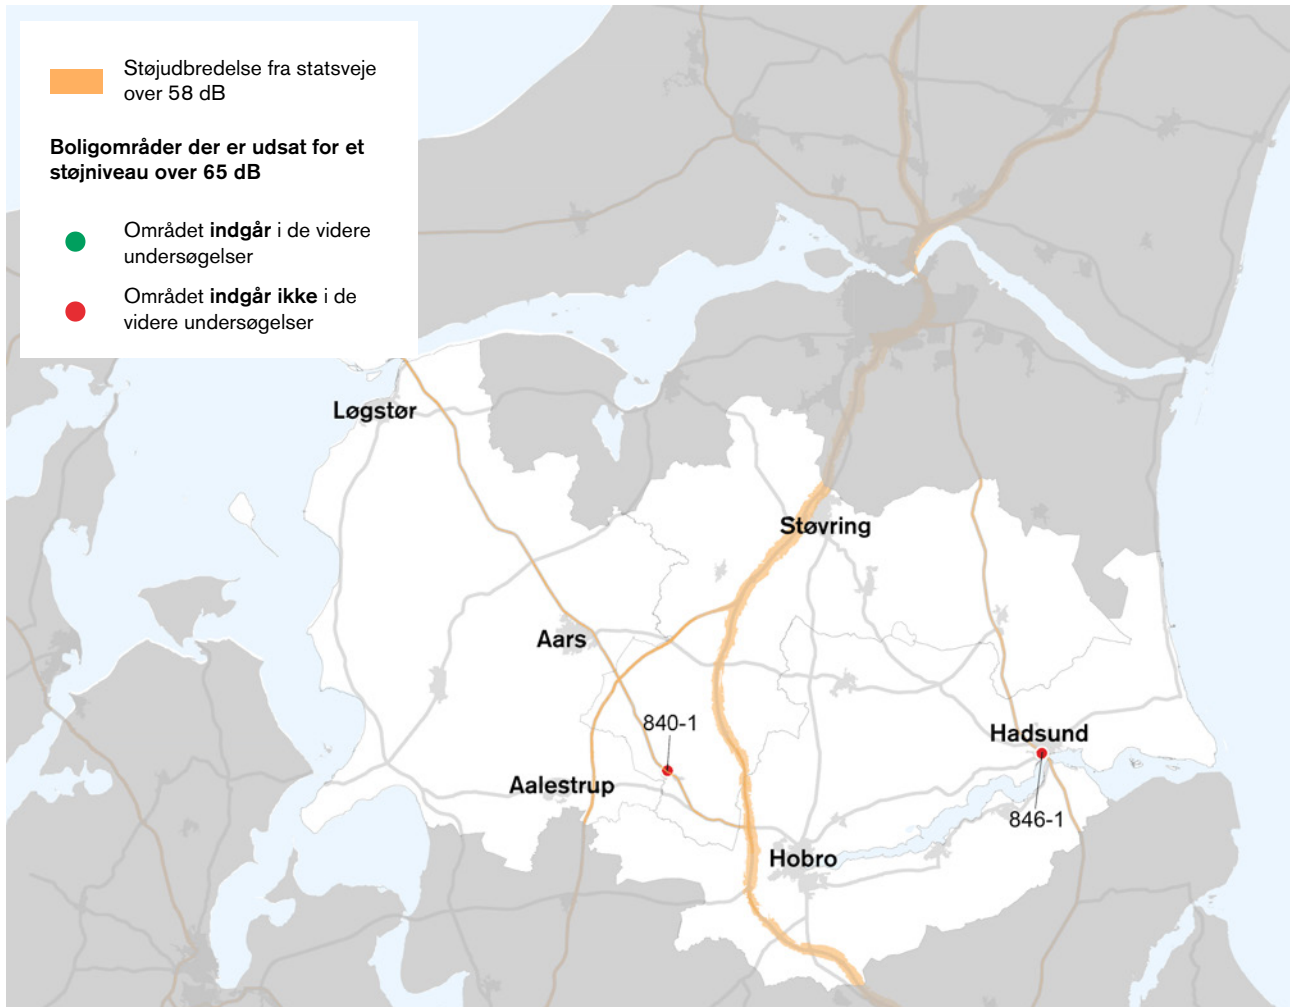 Støjudbredelse fra statsveje
over 58 dB
Boligområder der er udsat for et
støjniveau over 65 dB
Området indgår i de videre
undersøgelser
Området indgår ikke i de
videre undersøgelser
Løgstør
Støvring
Aars
840-1
Hadsund
Aalestrup
846-1
Hobro